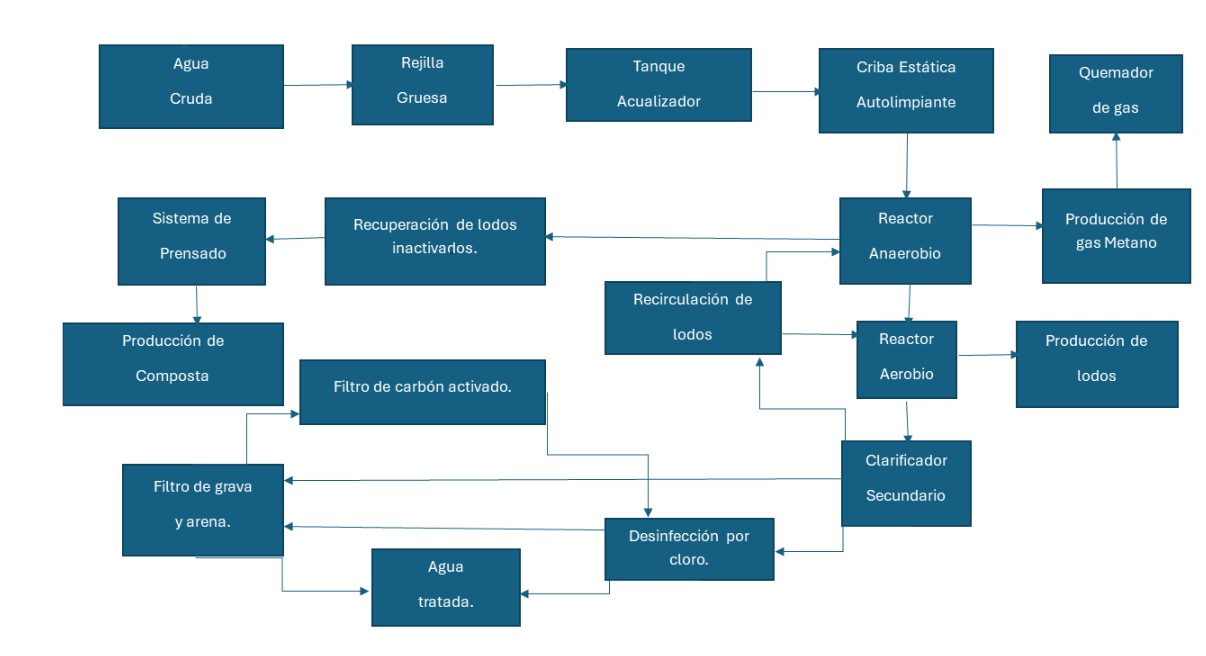 Agua
Cruda
Rejilla
Gruesa
Tanque
Acualizador
Criba Estática
Autolimpiante
Quemador
de gas
Sistema de
Prensado
Recuperación de lodos
inactivados.
Reactor
Anaerobio
Producción de
gas Metano
Recirculación de
lodos
Producción de
Composta
Reactor
Aerobio
Producción de
lodos
Filtro de carbón activado.
Clarificador
Secundario
Filtro de grava
y arena.
Desinfección por
cloro.
Agua
tratada.